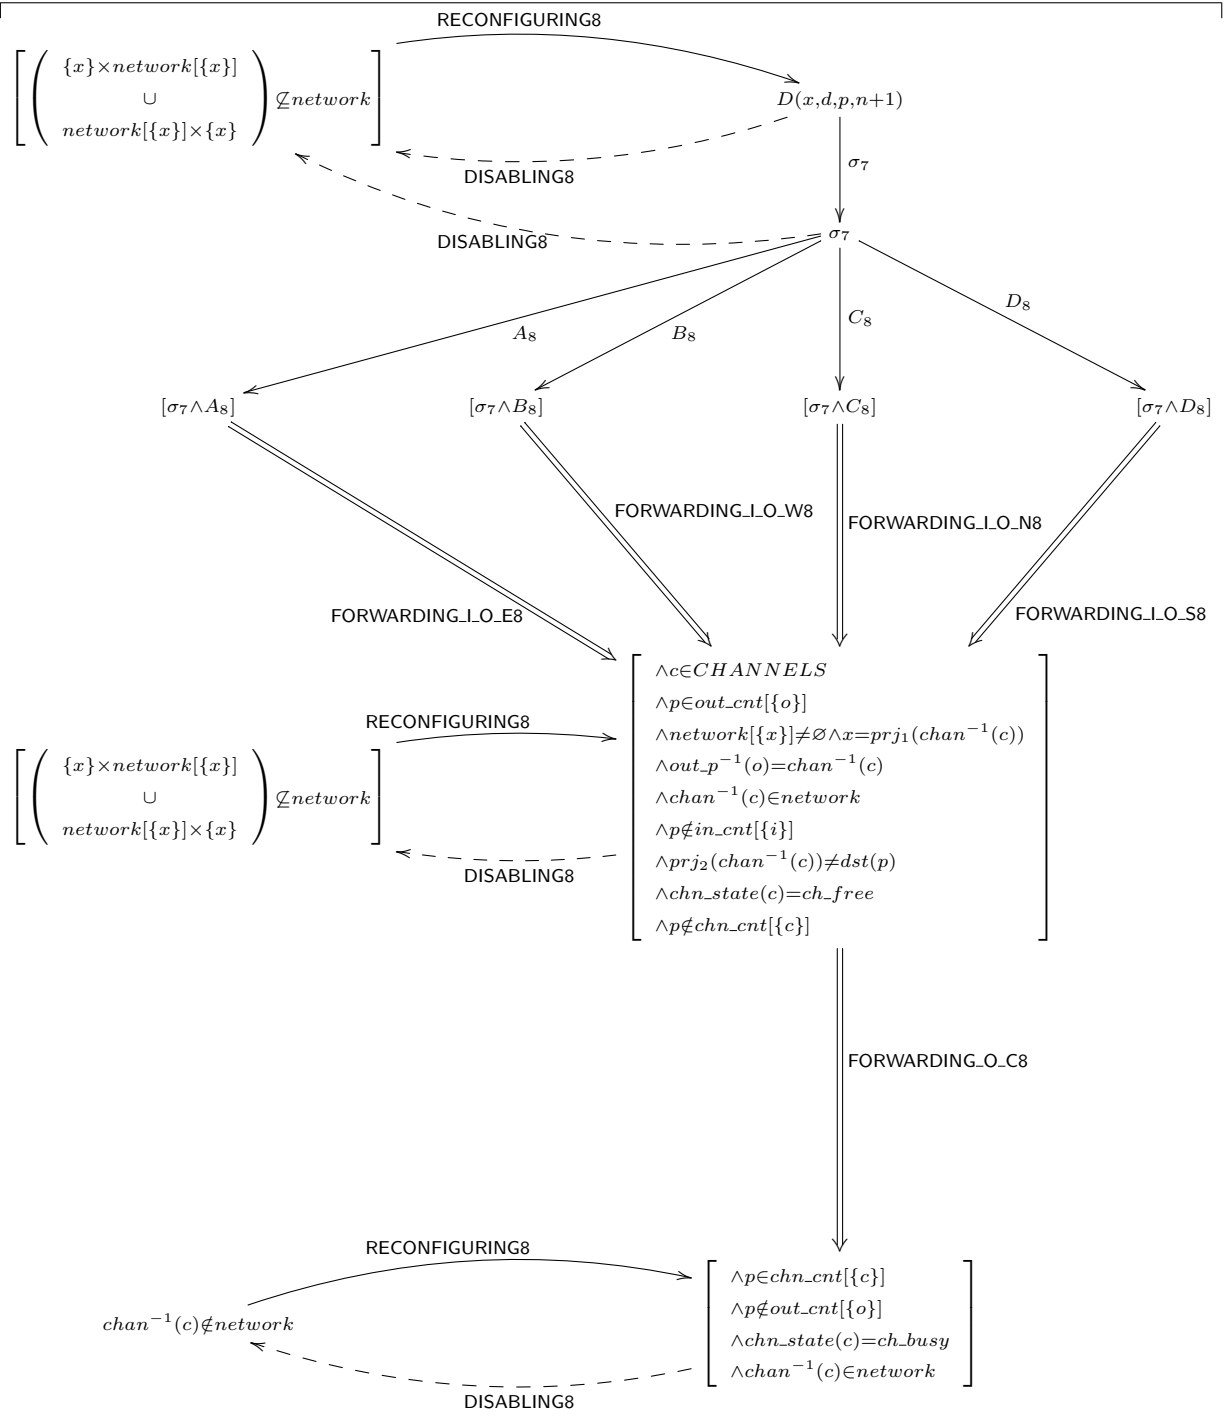 RECONFIGURING8
{x}×network[{x}]
∪
network[{x}]×{x}
⊈network
D(x,d,p,n+1)
DISABLING8
σ₇
DISABLING8
σ₇
A₈
B₈
C₈
D₈
[σ₇∧A₈]
[σ₇∧B₈]
[σ₇∧C₈]
[σ₇∧D₈]
FORWARDING_I_O_W8
FORWARDING_I_O_N8
FORWARDING_I_O_E8
FORWARDING_I_O_S8
∧c∈CHANNELS
∧p∈out_cnt[{o}]
∧network[{x}]≠∅∧x=prj₁(chan⁻¹(c))
∧out_p⁻¹(o)=chan⁻¹(c)
∧chan⁻¹(c)∈network
∧p∉in_cnt[{i}]
∧prj₂(chan⁻¹(c))≠dst(p)
∧chn_state(c)=ch_free
∧p∉chn_cnt[{c}]
RECONFIGURING8
{x}×network[{x}]
∪
network[{x}]×{x}
⊈network
DISABLING8
FORWARDING_O_C8
RECONFIGURING8
chan⁻¹(c)∉network
∧p∈chn_cnt[{c}]
∧p∉out_cnt[{o}]
∧chn_state(c)=ch_busy
∧chan⁻¹(c)∈network
DISABLING8